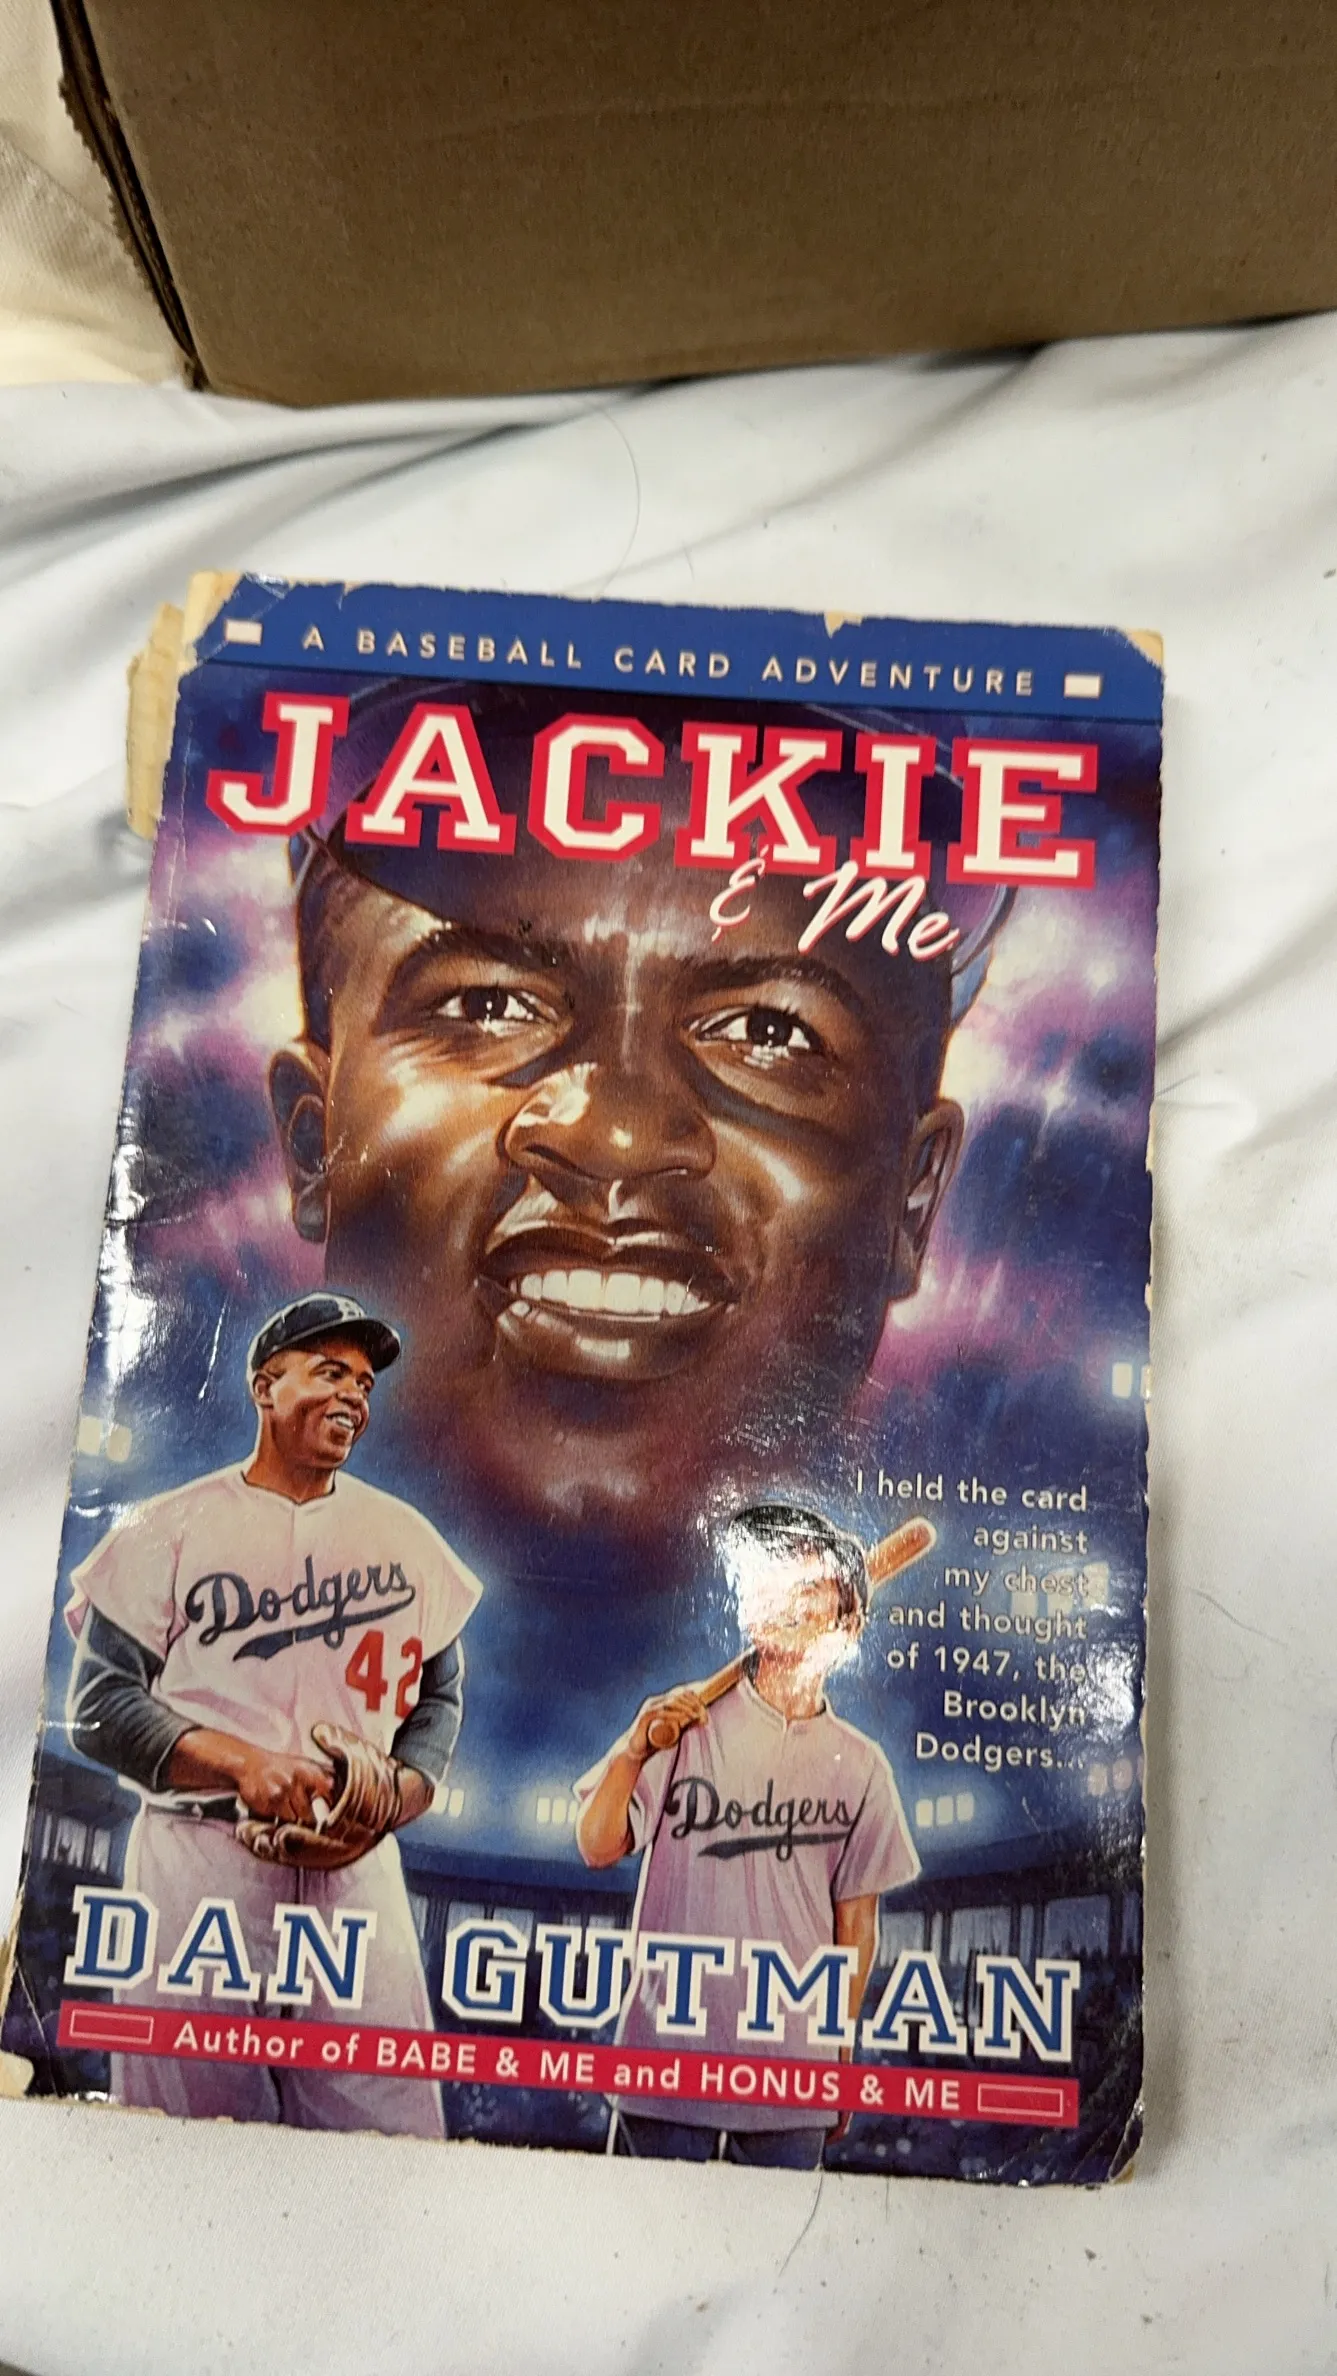 A BASEBALL CARD ADVENTURE
JACKIE
& Me
I held the card
against
my chest
and thought
of 1947, the
Brooklyn
Dodgers...
Dodgers
42
Dodgers
DAN GUTMAN
Author of BABE & ME and HONUS & ME